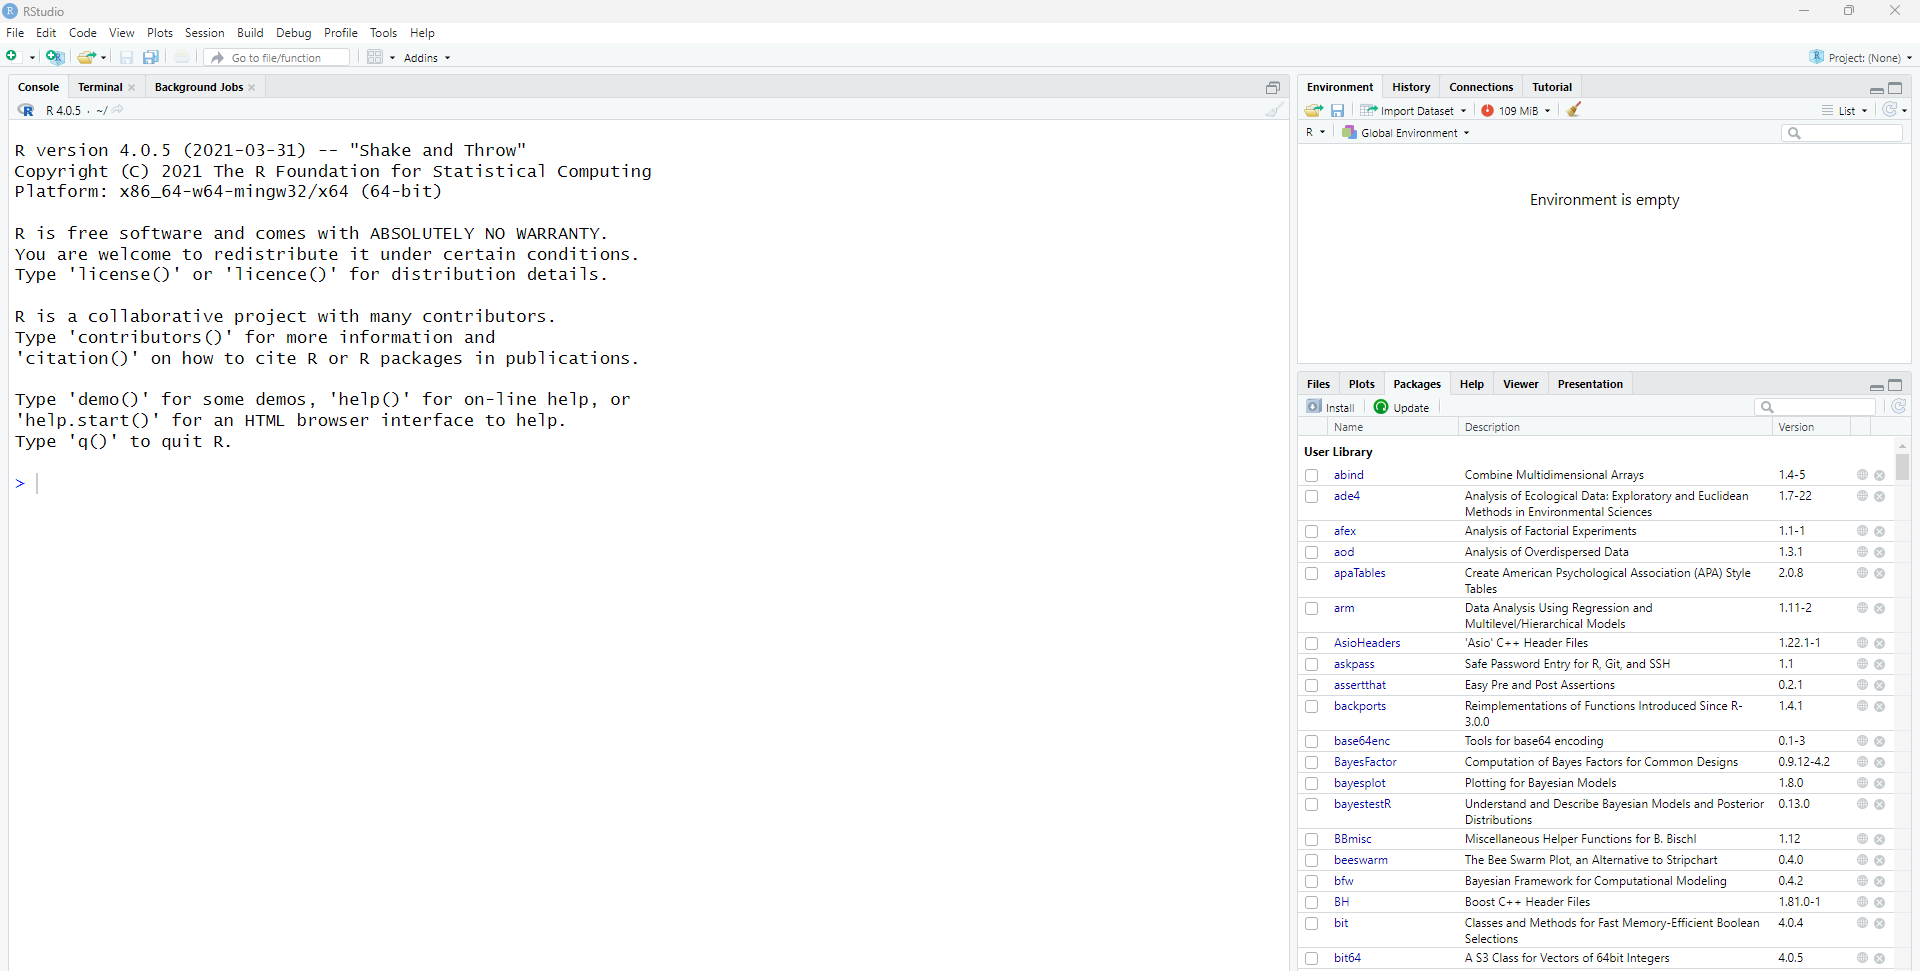 RStudio
File Edit Code View Plots Session Build Debug Profile Tools Help
Go to file/function Addins Project: (None)
Console Terminal Background Jobs
R 4.0.5 · ~/
R version 4.0.5 (2021-03-31) -- "Shake and Throw"
Copyright (C) 2021 The R Foundation for Statistical Computing
Platform: x86_64-w64-mingw32/x64 (64-bit)
R is free software and comes with ABSOLUTELY NO WARRANTY.
You are welcome to redistribute it under certain conditions.
Type 'license()' or 'licence()' for distribution details.
R is a collaborative project with many contributors.
Type 'contributors()' for more information and
'citation()' on how to cite R or R packages in publications.
Type 'demo()' for some demos, 'help()' for on-line help, or
'help.start()' for an HTML browser interface to help.
Type 'q()' to quit R.
>
Environment History Connections Tutorial
Import Dataset 109 MiB List
R Global Environment
Environment is empty
Files Plots Packages Help Viewer Presentation
Install Update
Name Description Version
User Library
abind Combine Multidimensional Arrays 1.4-5
ade4 Analysis of Ecological Data: Exploratory and Euclidean 1.7-22
Methods in Environmental Sciences
afex Analysis of Factorial Experiments 1.1-1
aod Analysis of Overdispersed Data 1.3.1
apaTables Create American Psychological Association (APA) Style 2.0.8
Tables
arm Data Analysis Using Regression and 1.11-2
Multilevel/Hierarchical Models
AsioHeaders 'Asio' C++ Header Files 1.22.1-1
askpass Safe Password Entry for R, Git, and SSH 1.1
assertthat Easy Pre and Post Assertions 0.2.1
backports Reimplementations of Functions Introduced Since R- 1.4.1
3.0.0
base64enc Tools for base64 encoding 0.1-3
BayesFactor Computation of Bayes Factors for Common Designs 0.9.12-4.2
bayesplot Plotting for Bayesian Models 1.8.0
bayestestR Understand and Describe Bayesian Models and Posterior 0.13.0
Distributions
BBmisc Miscellaneous Helper Functions for B. Bischl 1.12
beeswarm The Bee Swarm Plot, an Alternative to Stripchart 0.4.0
bfw Bayesian Framework for Computational Modeling 0.4.2
BH Boost C++ Header Files 1.81.0-1
bit Classes and Methods for Fast Memory-Efficient Boolean 4.0.4
Selections
bit64 A S3 Class for Vectors of 64bit Integers 4.0.5